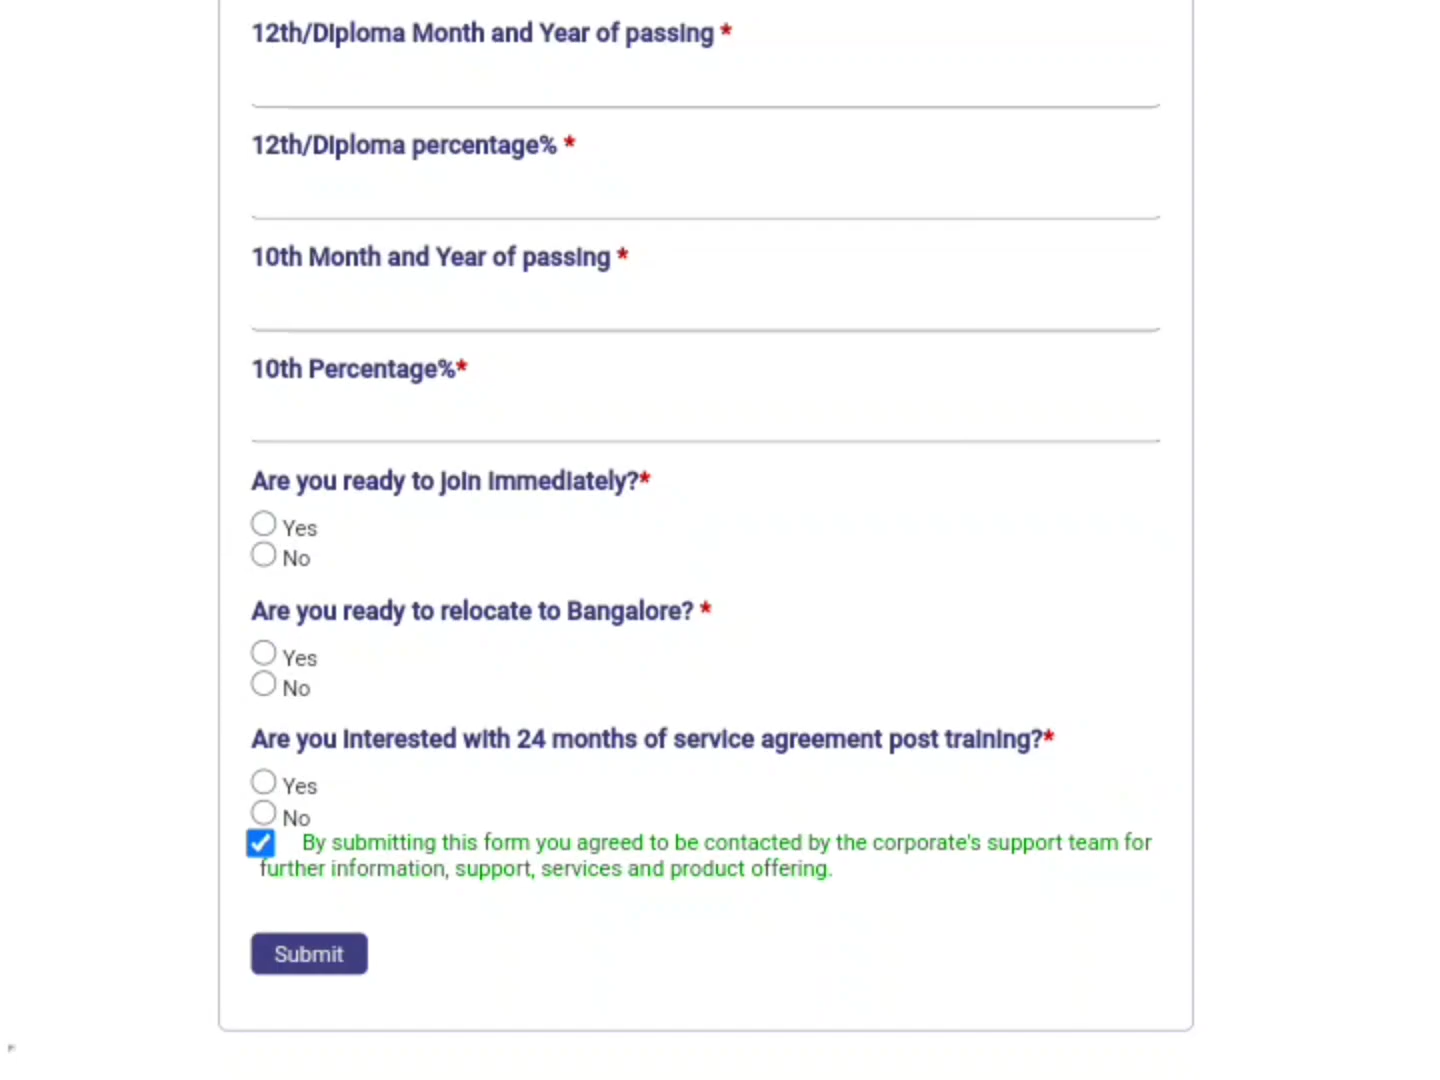 12th/Diploma Month and Year of passing *
12th/Diploma percentage% *
10th Month and Year of passing *
10th Percentage%*
Are you ready to join immediately?*
Yes
No
Are you ready to relocate to Bangalore? *
Yes
No
Are you interested with 24 months of service agreement post training?*
Yes
No
By submitting this form you agreed to be contacted by the corporate's support team for
further information, support, services and product offering.
Submit